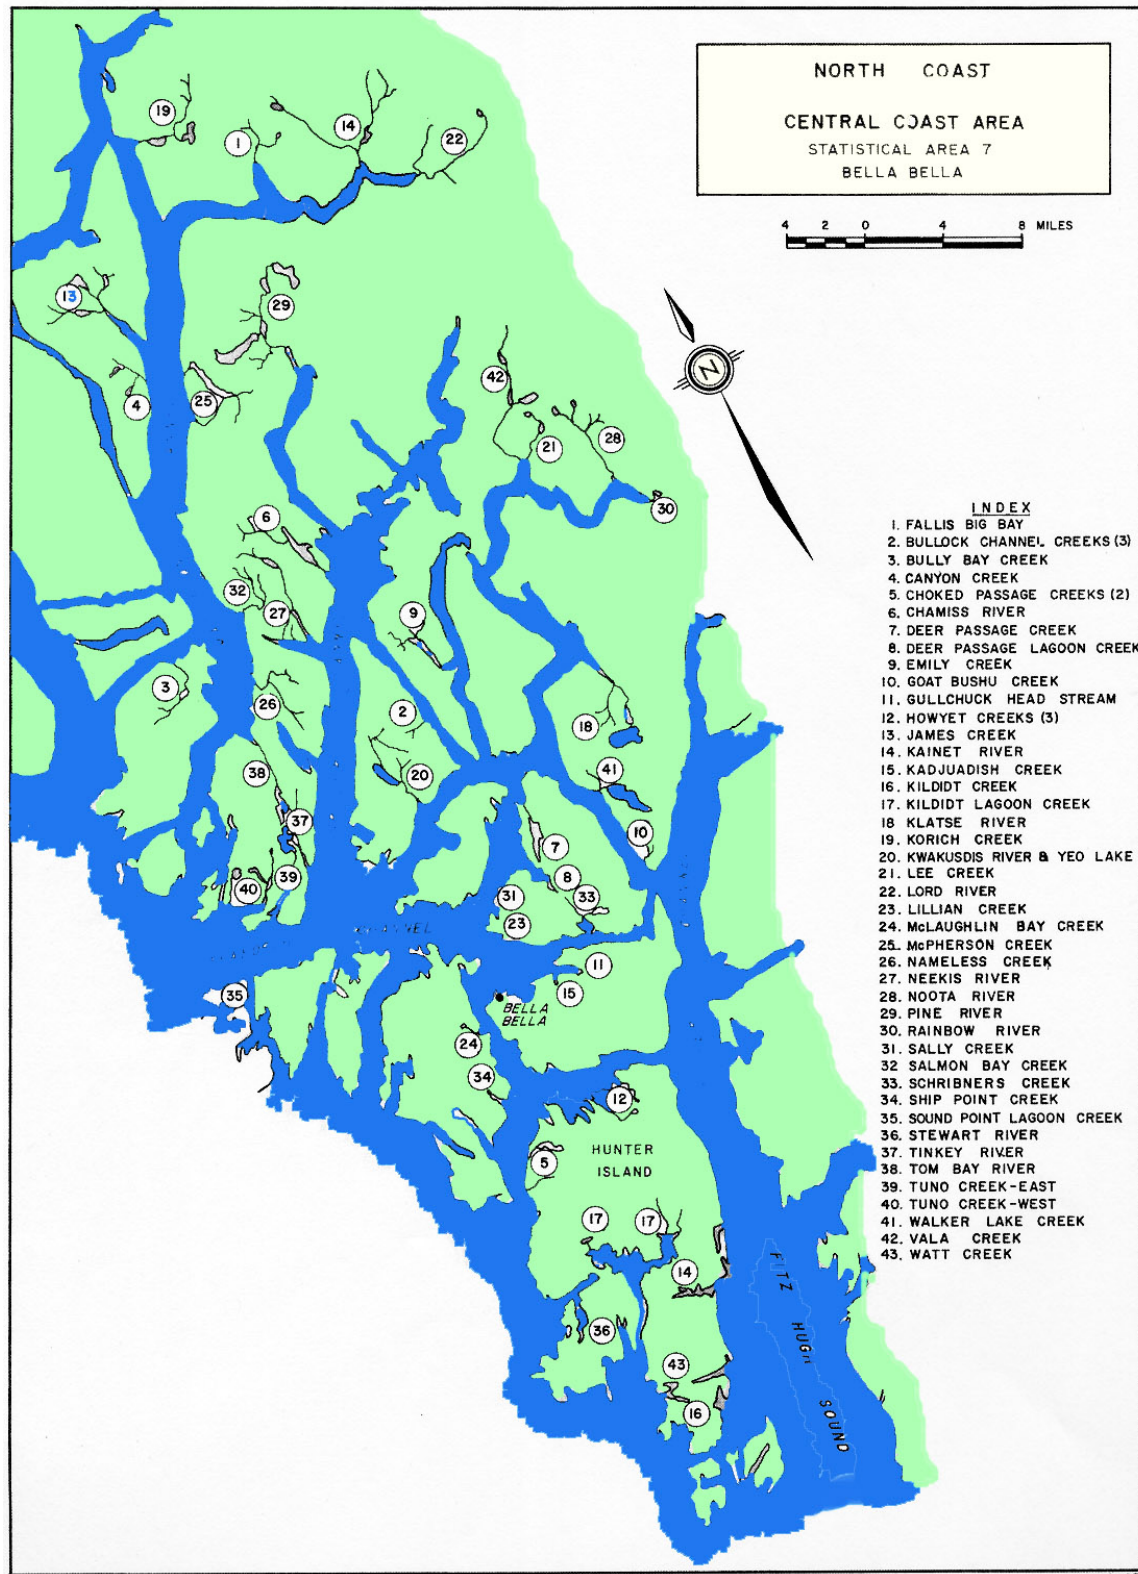 NORTH COAST
CENTRAL COAST AREA
STATISTICAL AREA 7
BELLA BELLA
4 2 0 4 8 MILES
N
19
1
14
22
13
29
4
25
42
21
28
30
6
32
27
9
3
26
2
18
38
20
41
37
10
7
40
39
8
31
33
23
CHANNEL
11
35
15
BELLA
BELLA
24
34
12
5
HUNTER
ISLAND
17
17
14
36
43
16
FITZ HUGH SOUND
INDEX
1. FALLIS BIG BAY
2. BULLOCK CHANNEL CREEKS (3)
3. BULLY BAY CREEK
4. CANYON CREEK
5. CHOKED PASSAGE CREEKS (2)
6. CHAMISS RIVER
7. DEER PASSAGE CREEK
8. DEER PASSAGE LAGOON CREEK
9. EMILY CREEK
10. GOAT BUSHU CREEK
11. GULLCHUCK HEAD STREAM
12. HOWYET CREEKS (3)
13. JAMES CREEK
14. KAINET RIVER
15. KADJUADISH CREEK
16. KILDIDT CREEK
17. KILDIDT LAGOON CREEK
18 KLATSE RIVER
19. KORICH CREEK
20. KWAKUSDIS RIVER & YEO LAKE
21. LEE CREEK
22. LORD RIVER
23. LILLIAN CREEK
24. McLAUGHLIN BAY CREEK
25. McPHERSON CREEK
26. NAMELESS CREEK
27. NEEKIS RIVER
28. NOOTA RIVER
29. PINE RIVER
30. RAINBOW RIVER
31. SALLY CREEK
32 SALMON BAY CREEK
33. SCHRIBNERS CREEK
34. SHIP POINT CREEK
35. SOUND POINT LAGOON CREEK
36. STEWART RIVER
37. TINKEY RIVER
38. TOM BAY RIVER
39. TUNO CREEK-EAST
40. TUNO CREEK-WEST
41. WALKER LAKE CREEK
42. VALA CREEK
43. WATT CREEK